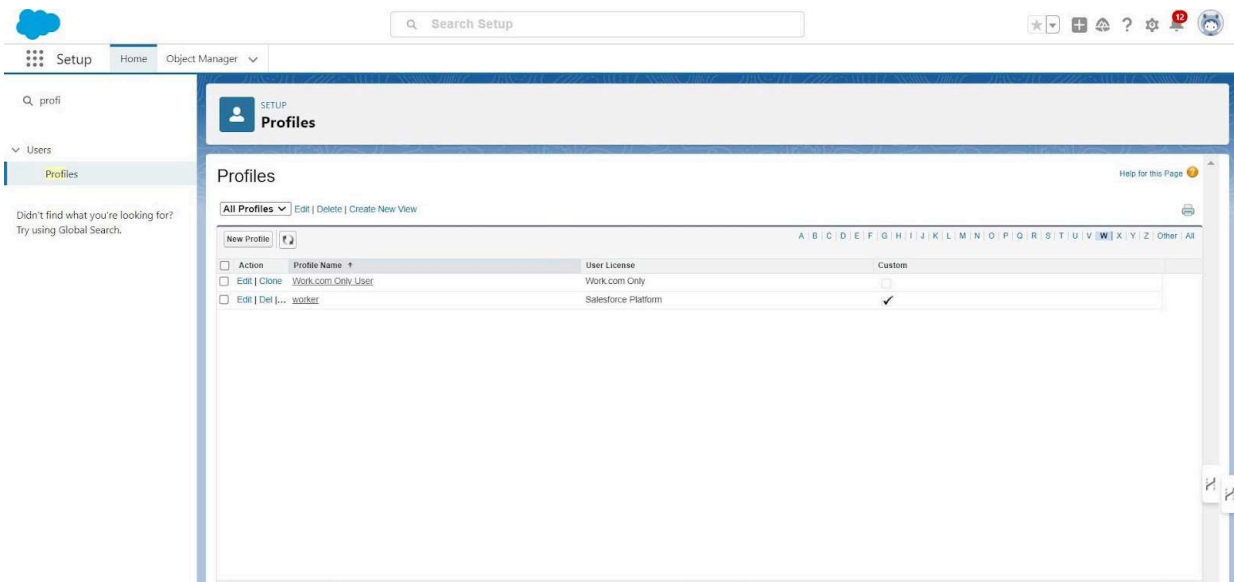 Search Setup
12
Setup Home Object Manager
profi
SETUP
Profiles
Users
Profiles
Didn't find what you're looking for?
Try using Global Search.
Profiles
Help for this Page
All Profiles Edit | Delete | Create New View
New Profile
A | B | C | D | E | F | G | H | I | J | K | L | M | N | O | P | Q | R | S | T | U | V | W | X | Y | Z | Other | All
Action Profile Name User License Custom
Edit | Clone Work.com Only User Work.com Only
Edit | Del |... worker Salesforce Platform